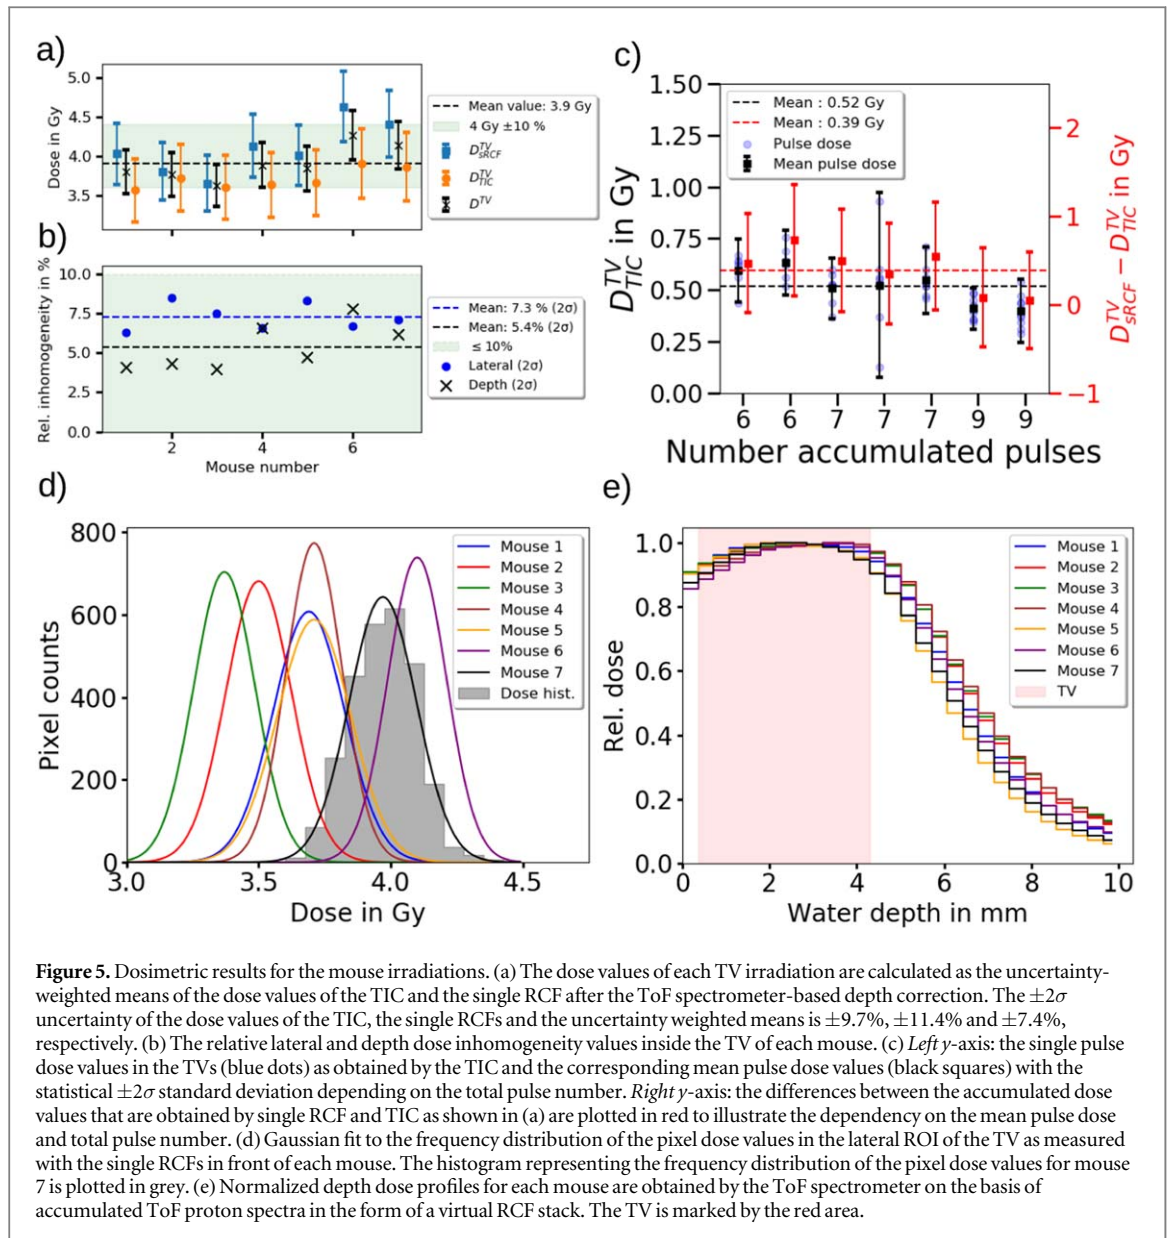 a)
5.0
4.5
4.0
3.5
Dose in Gy
Mean value: 3.9 Gy
4 Gy ±10 %
D_{sRCF}^{TV}
D_{TIC}^{TV}
D^{TV}
b)
10.0
7.5
5.0
2.5
0.0
Rel. inhomogeneity in %
2 4 6
Mouse number
Mean: 7.3 % (2σ)
Mean: 5.4% (2σ)
≤ 10%
Lateral (2σ)
Depth (2σ)
c)
1.50
1.25
1.00
0.75
0.50
0.25
0.00
D_{TIC}^{TV} in Gy
Mean : 0.52 Gy
Mean : 0.39 Gy
Pulse dose
Mean pulse dose
2
1
0
−1
D_{sRCF}^{TV} − D_{TIC}^{TV} in Gy
6 6 7 7 7 9 9
Number accumulated pulses
d)
800
600
400
200
0
Pixel counts
3.0 3.5 4.0 4.5
Dose in Gy
Mouse 1
Mouse 2
Mouse 3
Mouse 4
Mouse 5
Mouse 6
Mouse 7
Dose hist.
e)
1.0
0.8
0.6
0.4
0.2
0.0
Rel. dose
0 2 4 6 8 10
Water depth in mm
Mouse 1
Mouse 2
Mouse 3
Mouse 4
Mouse 5
Mouse 6
Mouse 7
TV
Figure 5. Dosimetric results for the mouse irradiations. (a) The dose values of each TV irradiation are calculated as the uncertainty-
weighted means of the dose values of the TIC and the single RCF after the ToF spectrometer-based depth correction. The ±2σ
uncertainty of the dose values of the TIC, the single RCFs and the uncertainty weighted means is ±9.7%, ±11.4% and ±7.4%,
respectively. (b) The relative lateral and depth dose inhomogeneity values inside the TV of each mouse. (c) Left y-axis: the single pulse
dose values in the TVs (blue dots) as obtained by the TIC and the corresponding mean pulse dose values (black squares) with the
statistical ±2σ standard deviation depending on the total pulse number. Right y-axis: the differences between the accumulated dose
values that are obtained by single RCF and TIC as shown in (a) are plotted in red to illustrate the dependency on the mean pulse dose
and total pulse number. (d) Gaussian fit to the frequency distribution of the pixel dose values in the lateral ROI of the TV as measured
with the single RCFs in front of each mouse. The histogram representing the frequency distribution of the pixel dose values for mouse
7 is plotted in grey. (e) Normalized depth dose profiles for each mouse are obtained by the ToF spectrometer on the basis of
accumulated ToF proton spectra in the form of a virtual RCF stack. The TV is marked by the red area.